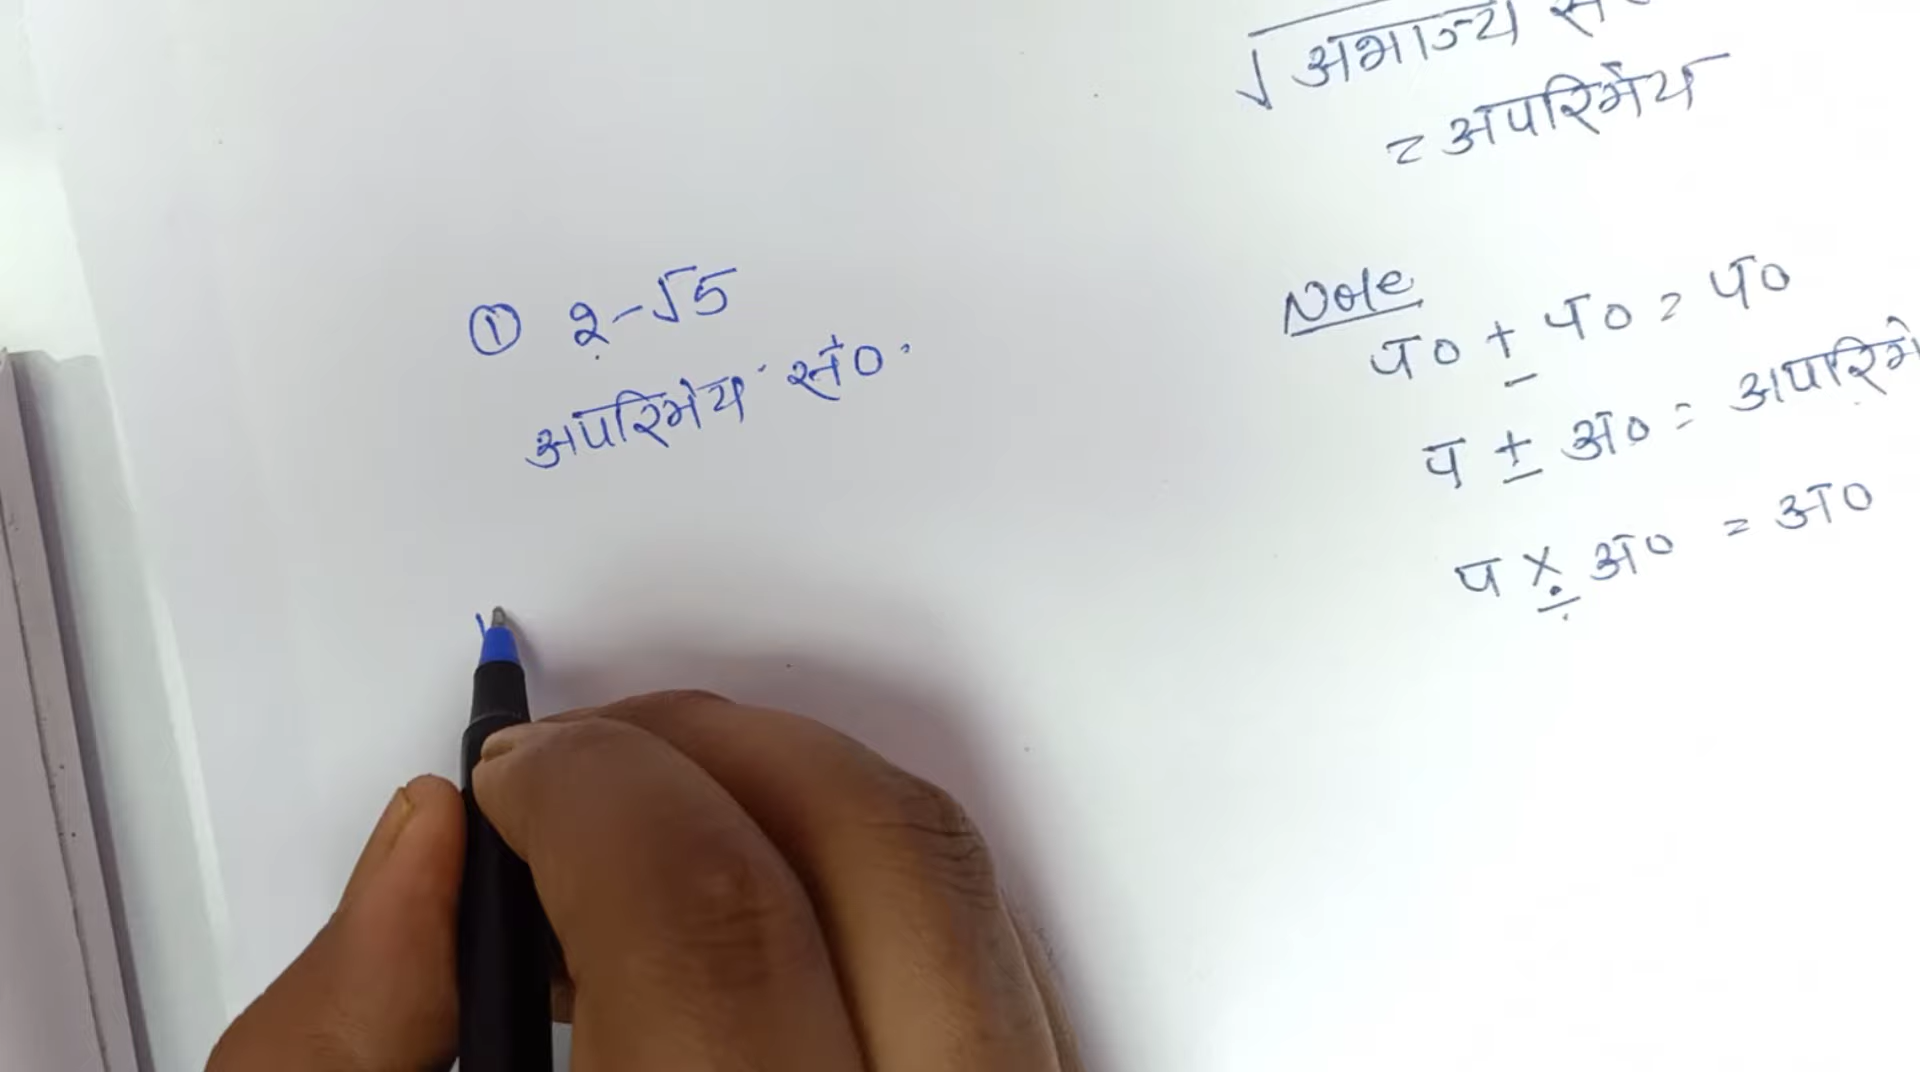 √अभाज्य सं
= अपरिमेय
① 2-√5
अपरिमेय सं०.
Note
प० ± प० = प०
प ± अ० = अपरिमे
प ×÷ अ० = अ०